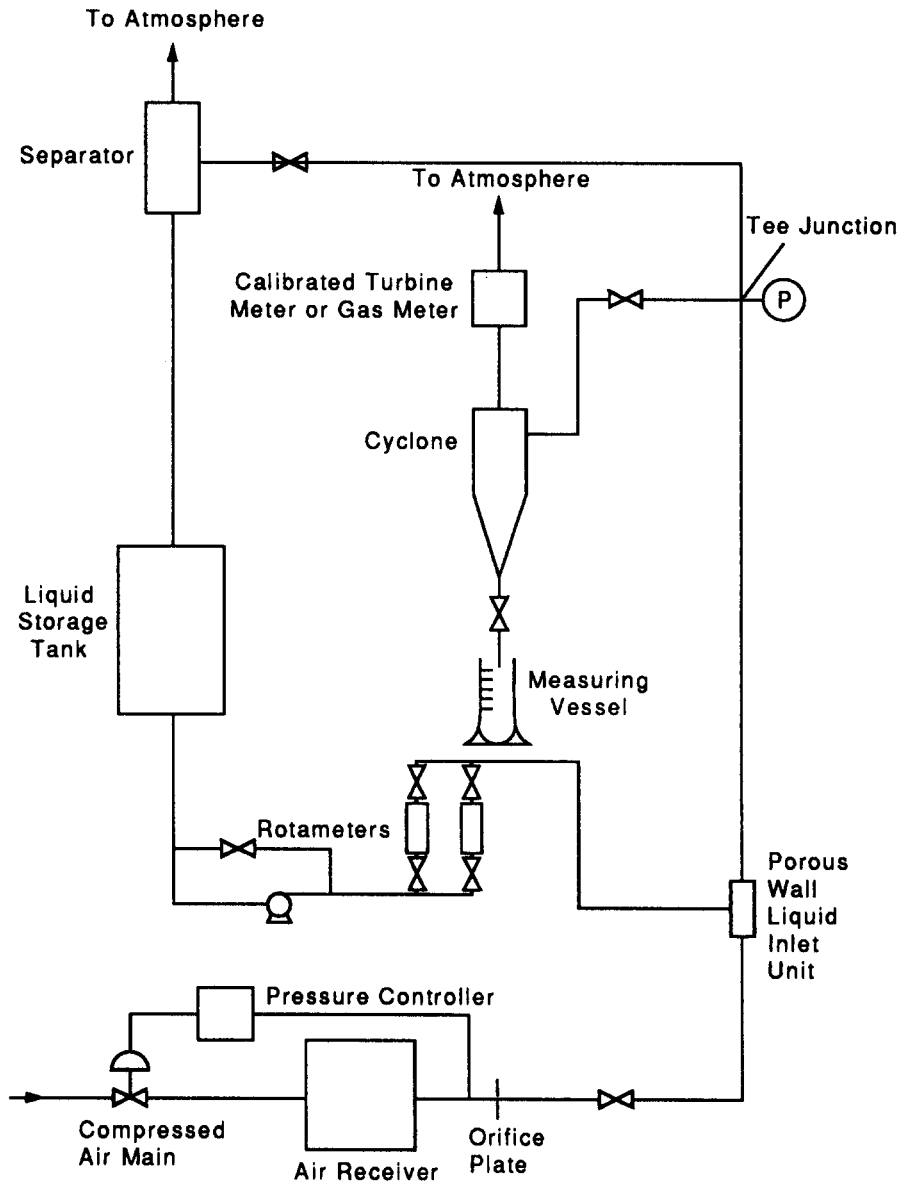 To Atmosphere
Separator
To Atmosphere
Tee Junction
P
Calibrated Turbine
Meter or Gas Meter
Cyclone
Liquid
Storage
Tank
Measuring
Vessel
Rotameters
Porous
Wall
Liquid
Inlet
Unit
Pressure Controller
Compressed
Air Main
Air Receiver
Orifice
Plate